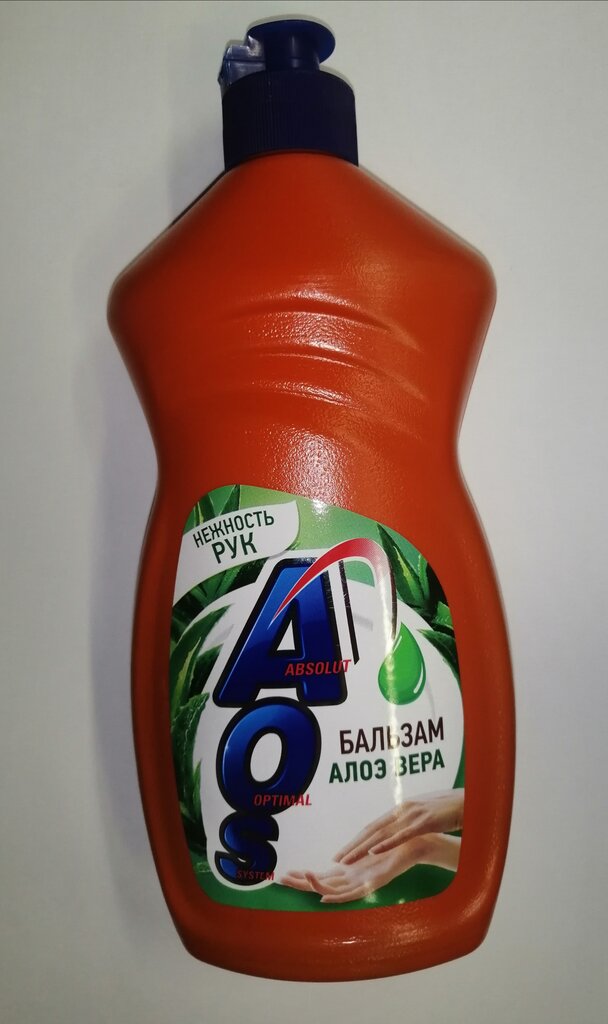 НЕЖНОСТЬ
РУК
A
ABSOLUT
O
OPTIMAL
S
SYSTEM
БАЛЬЗАМ
АЛОЭ ВЕРА